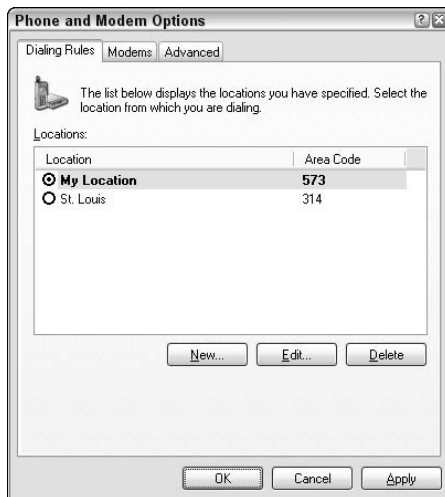 Phone and Modem Options
Dialing Rules Modems Advanced
The list below displays the locations you have specified. Select the
location from which you are dialing.
Locations:
Location Area Code
My Location 573
St. Louis 314
New... Edit... Delete
OK Cancel Apply